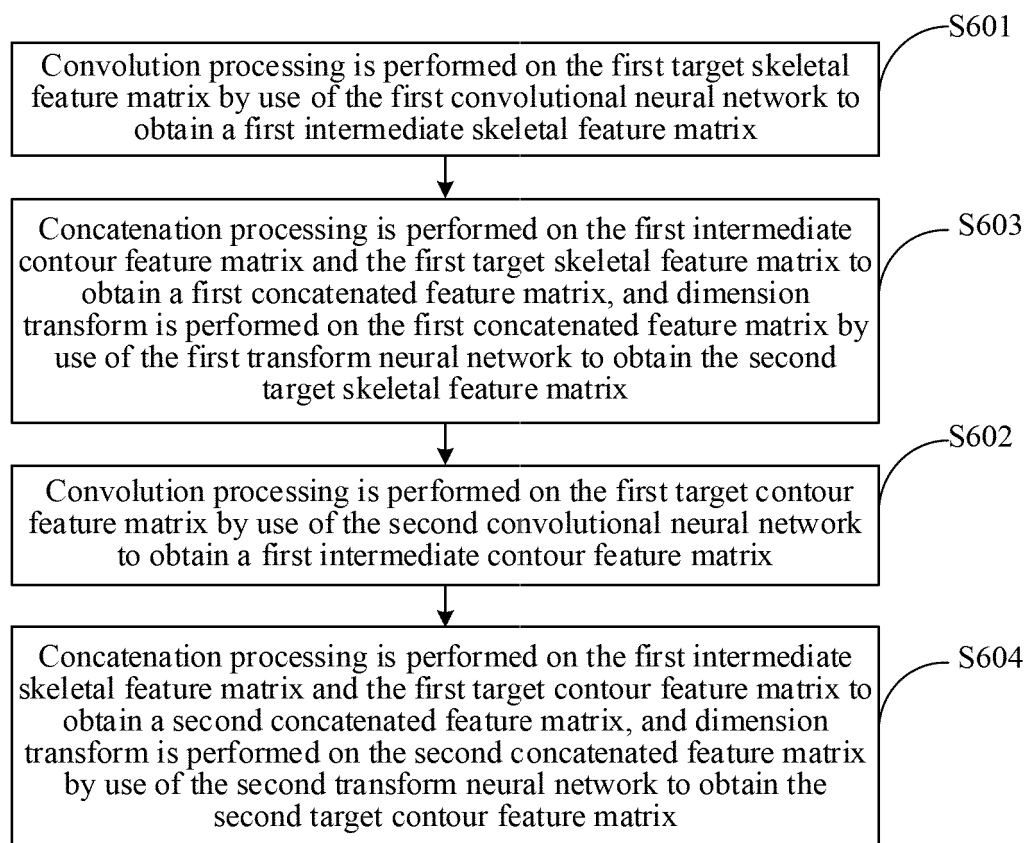 S601
Convolution processing is performed on the first target skeletal
feature matrix by use of the first convolutional neural network to
obtain a first intermediate skeletal feature matrix
S603
Concatenation processing is performed on the first intermediate
contour feature matrix and the first target skeletal feature matrix to
obtain a first concatenated feature matrix, and dimension
transform is performed on the first concatenated feature matrix by
use of the first transform neural network to obtain the second
target skeletal feature matrix
S602
Convolution processing is performed on the first target contour
feature matrix by use of the second convolutional neural network
to obtain a first intermediate contour feature matrix
S604
Concatenation processing is performed on the first intermediate
skeletal feature matrix and the first target contour feature matrix to
obtain a second concatenated feature matrix, and dimension
transform is performed on the second concatenated feature matrix
by use of the second transform neural network to obtain the
second target contour feature matrix